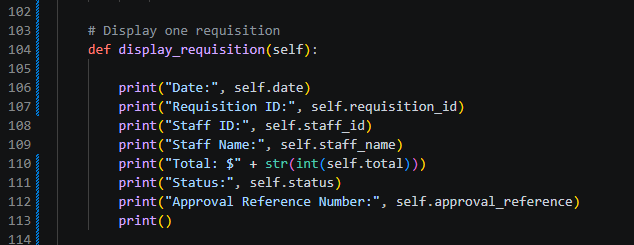 102
103 # Display one requisition
104 def display_requisition(self):
105
106 print("Date:", self.date)
107 print("Requisition ID:", self.requisition_id)
108 print("Staff ID:", self.staff_id)
109 print("Staff Name:", self.staff_name)
110 print("Total: $" + str(int(self.total)))
111 print("Status:", self.status)
112 print("Approval Reference Number:", self.approval_reference)
113 print()
114